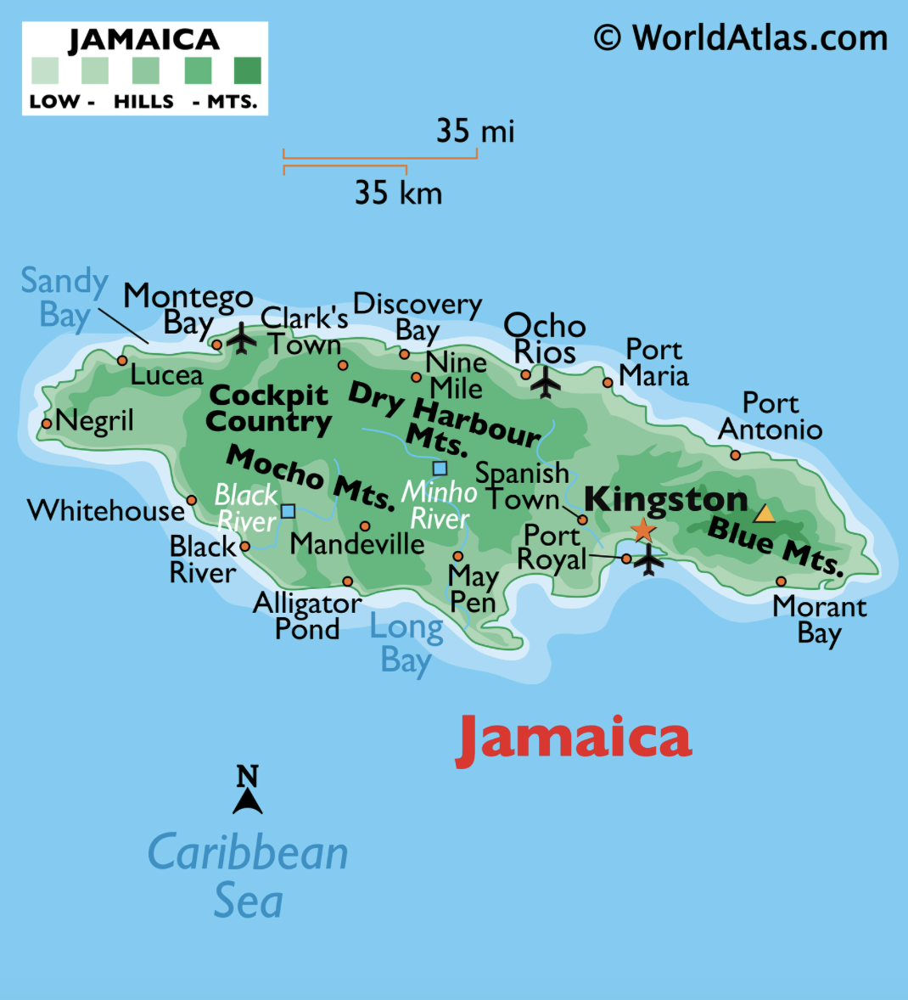 JAMAICA
LOW - HILLS - MTS.
© WorldAtlas.com
35 mi
35 km
Sandy
Bay
Montego
Bay
Clark's
Town
Discovery
Bay
Ocho
Rios
Port
Maria
Lucea
Nine
Mile
Cockpit
Country
Dry Harbour
Mts.
Port
Antonio
Negril
Mocho Mts.
Spanish
Town
Kingston
Black
River
Minho
River
Whitehouse
Blue Mts.
Black
River
Mandeville
Port
Royal
May
Pen
Alligator
Pond
Long
Bay
Morant
Bay
Jamaica
N
Caribbean
Sea